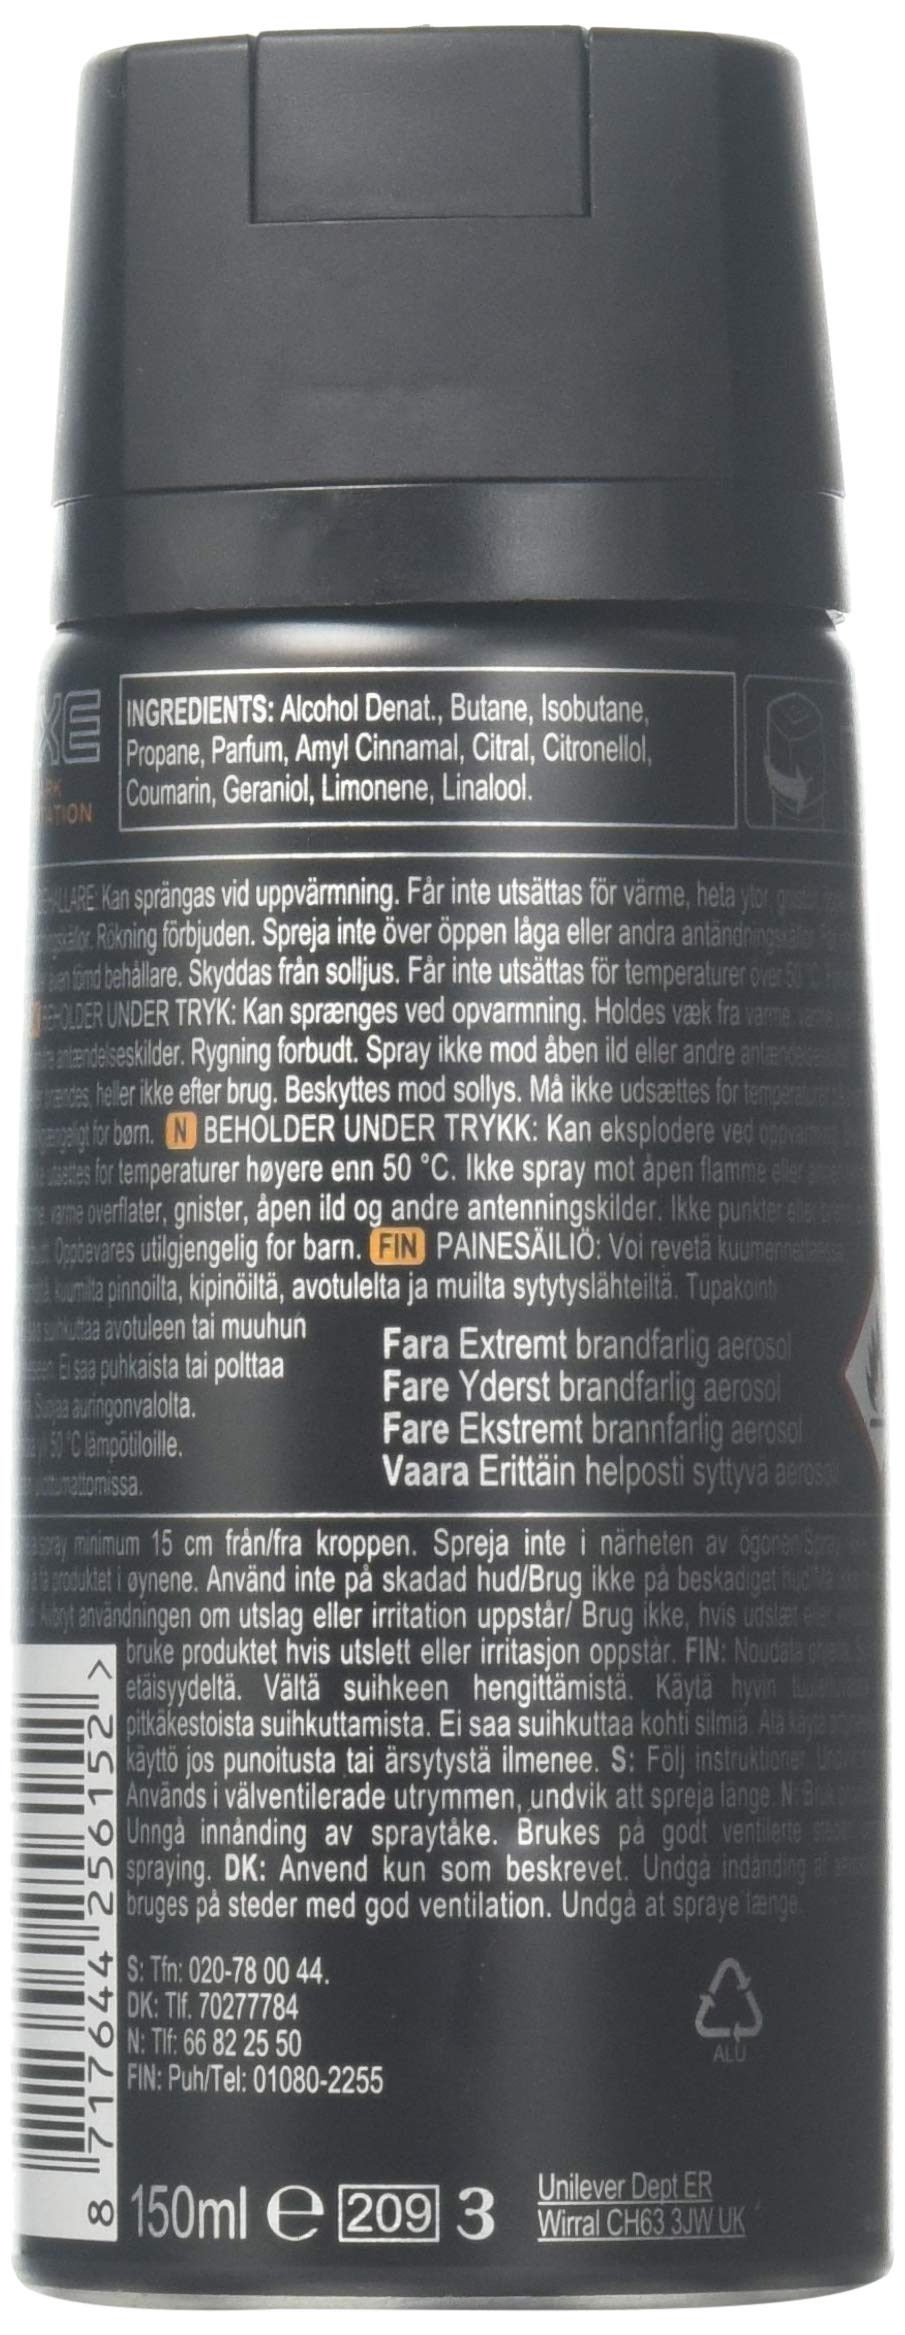 INGREDIENTS: Alcohol Denat., Butane, Isobutane,
Propane, Parfum, Amyl Cinnamal, Citral, Citronellol,
Coumarin, Geraniol, Limonene, Linalool.
Kan sprängas vid uppvärmning. Får inte utsättas för värme, heta ytor,
Rökning förbjuden. Spreja inte över öppen låga eller andra antändningskällor.
även tömd behållare. Skyddas från solljus. Får inte utsättas för temperaturer över 50 °C.
BEHOLDER UNDER TRYK: Kan sprænges ved opvarmning. Holdes væk fra varme,
antændelseskilder. Rygning forbudt. Spray ikke mod åben ild eller andre
brændes, heller ikke efter brug. Beskyttes mod sollys. Må ikke udsættes for temperaturer
for børn. N BEHOLDER UNDER TRYKK: Kan eksplodere ved oppvarming.
utsettes for temperaturer høyere enn 50 °C. Ikke spray mot åpen flamme eller
varme overflater, gnister, åpen ild og andre antenningskilder. Ikke punkter eller
Oppbevares utilgjengelig for barn. FIN PAINESÄILIÖ: Voi revetä kuumennettaessa
kuumilta pinnoilta, kipinöiltä, avotulelta ja muilta sytytyslähteiltä. Tupakointi
suihkuttaa avotuleen tai muuhun
Ei saa puhkaista tai polttaa
Suojaa auringonvalolta.
yli 50 °C lämpötiloille.
Fara Extremt brandfarlig aerosol
Fare Yderst brandfarlig aerosol
Fare Ekstremt brannfarlig aerosol
Vaara Erittäin helposti syttyvä aerosoli
spray minimum 15 cm från/fra kroppen. Spreja inte i närheten av ögonen/Spray
få produktet i øynene. Använd inte på skadad hud/Brug ikke på beskadiget hud/
Avbryt användningen om utslag eller irritation uppstår/ Brug ikke, hvis udslæt eller
bruke produktet hvis utslett eller irritasjon oppstår. FIN: Noudata
etäisyydeltä. Vältä suihkeen hengittämistä. Käytä hyvin
pitkäkestoista suihkuttamista. Ei saa suihkuttaa kohti silmiä. Älä käytä
käyttö jos punoitusta tai ärsytystä ilmenee. S: Följ instruktioner.
Används i välventilerade utrymmen, undvik att spreja länge. N: Bruk
Unngå innånding av spraytåke. Brukes på godt ventilerte steder.
spraying. DK: Anvend kun som beskrevet. Undgå indånding af
bruges på steder med god ventilation. Undgå at spraye længe.
S: Tfn: 020-78 00 44.
DK: Tlf. 70277784
N: Tlf: 66 82 25 50
FIN: Puh/Tel: 01080-2255
ALU
8 717644 256152 >
150ml e 209 3
Unilever Dept ER
Wirral CH63 3JW UK